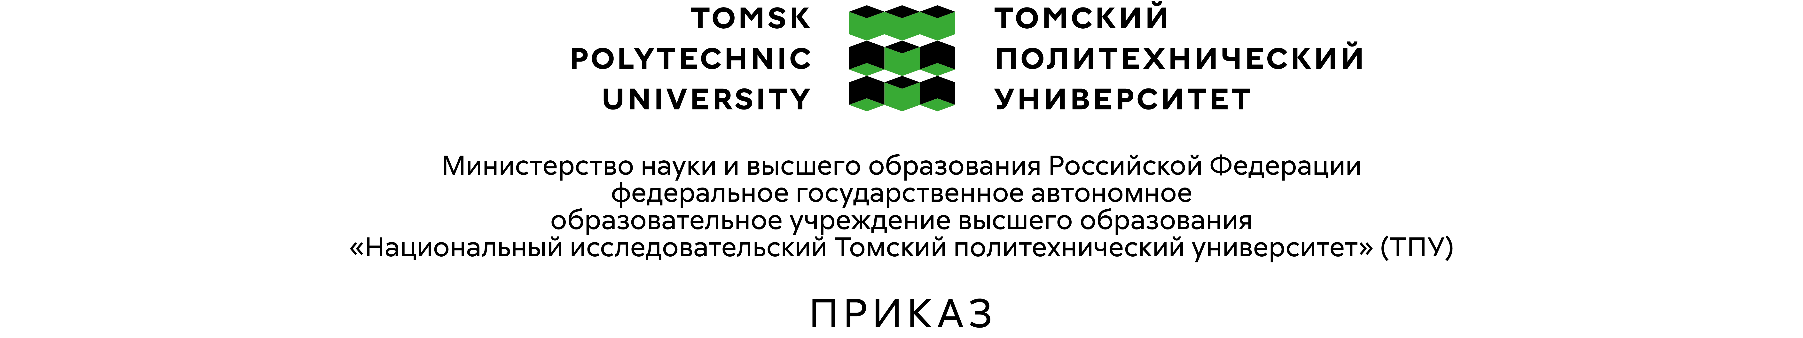 TOMSK
POLYTECHNIC
UNIVERSITY
ТОМСКИЙ
ПОЛИТЕХНИЧЕСКИЙ
УНИВЕРСИТЕТ
Министерство науки и высшего образования Российской Федерации
федеральное государственное автономное
образовательное учреждение высшего образования
«Национальный исследовательский Томский политехнический университет» (ТПУ)
ПРИКАЗ